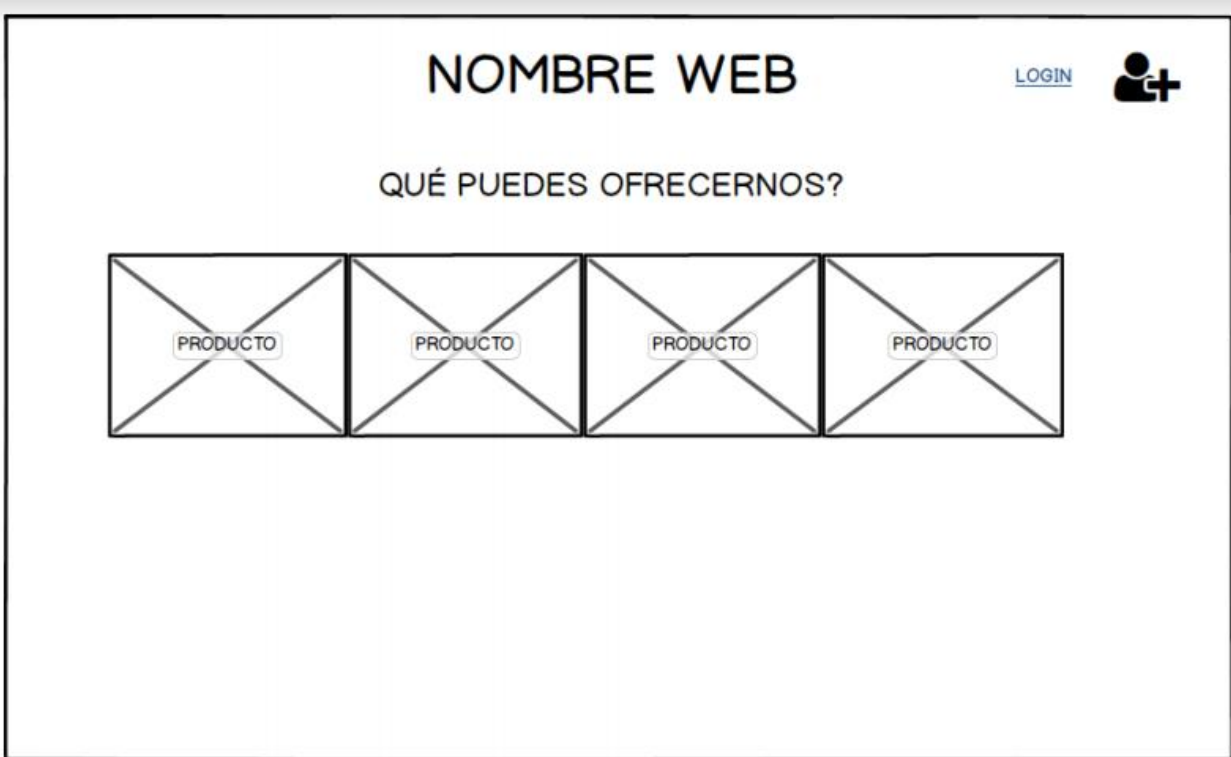 NOMBRE WEB
LOGIN
QUÉ PUEDES OFRECERNOS?
PRODUCTO
PRODUCTO
PRODUCTO
PRODUCTO